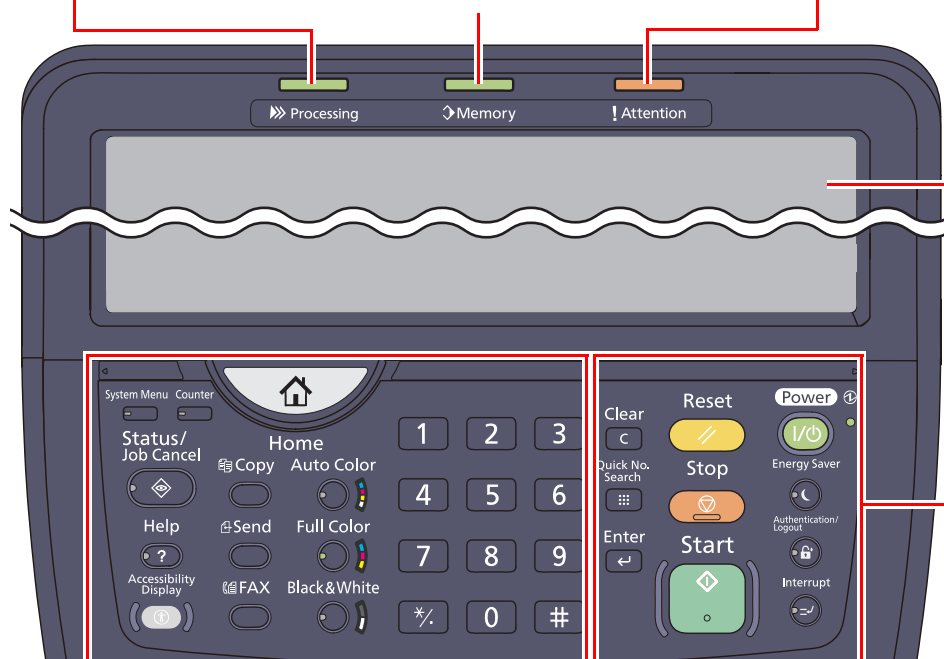 Processing
Memory
! Attention
System Menu Counter
Status/
Job Cancel
Home
Copy Auto Color
Help
Send Full Color
?
Accessibility
Display
FAX Black&White
1 2 3
4 5 6
7 8 9
*/. 0 #
Clear
C
Quick No.
Search
Enter
Reset
Stop
Start
Power
Energy Saver
Authentication/
Logout
Interrupt